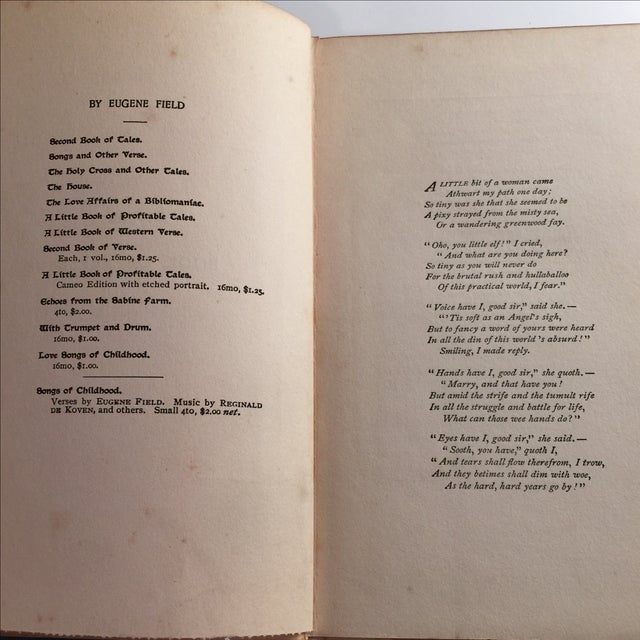 BY EUGENE FIELD
Second Book of Tales.
Songs and Other Verse.
The Holy Cross and Other Tales.
The House.
The Love Affairs of a Bibliomaniac.
A Little Book of Profitable Tales.
A Little Book of Western Verse.
Second Book of Verse.
Each, 1 vol., 16mo, $1.25.
A Little Book of Profitable Tales.
Cameo Edition with etched portrait. 16mo, $1.25.
Echoes from the Sabine Farm.
4to, $2.00.
With Trumpet and Drum.
16mo, $1.00.
Love Songs of Childhood.
16mo, $1.00.
Songs of Childhood.
Verses by EUGENE FIELD. Music by REGINALD
DE KOVEN, and others. Small 4to, $2.00 net.
A LITTLE bit of a woman came
Athwart my path one day;
So tiny was she that she seemed to be
A pixy strayed from the misty sea,
Or a wandering greenwood fay.
"Oho, you little elf!" I cried,
"And what are you doing here?
So tiny as you will never do
For the brutal rush and hullaballoo
Of this practical world, I fear."
"Voice have I, good sir," said she.—
"'Tis soft as an Angel's sigh,
But to fancy a word of yours were heard
In all the din of this world's absurd!"
Smiling, I made reply.
"Hands have I, good sir," she quoth.—
"Marry, and that have you!
But amid the strife and the tumult rife
In all the struggle and battle for life,
What can those wee hands do?"
"Eyes have I, good sir," she said.—
"Sooth, you have," quoth I,
"And tears shall flow therefrom, I trow,
And they betimes shall dim with woe,
As the hard, hard years go by!"